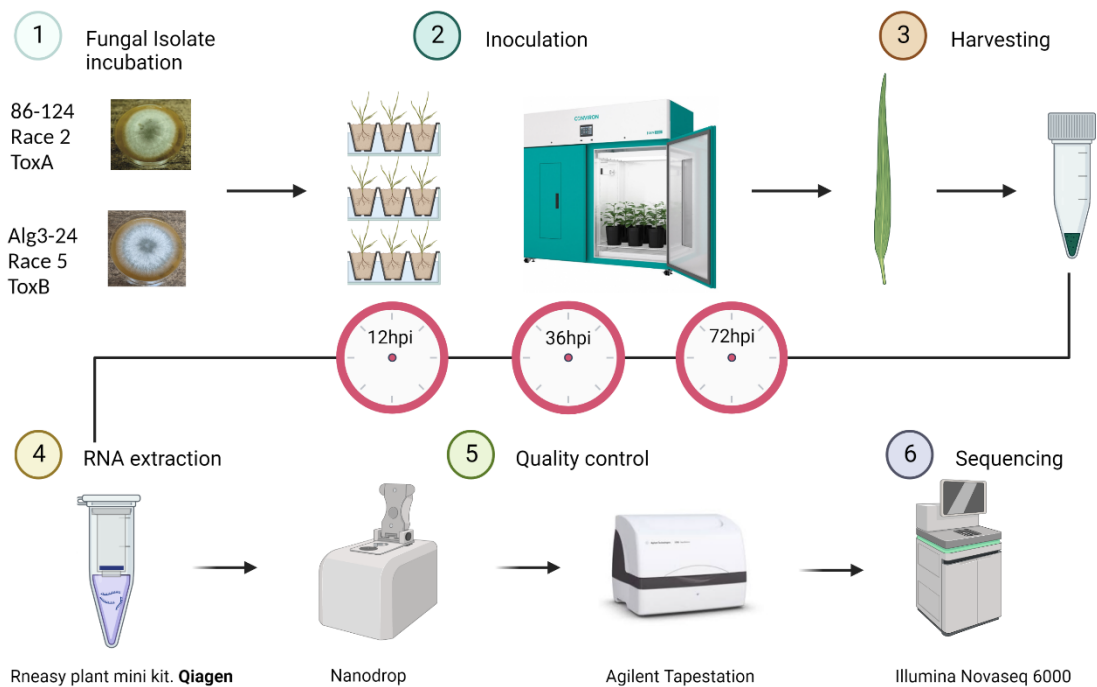 1
Fungal Isolate
incubation
2
Inoculation
3
Harvesting
86-124
Race 2
ToxA
CONVIRON
Alg3-24
Race 5
ToxB
12hpi
36hpi
72hpi
4
RNA extraction
5
Quality control
6
Sequencing
Rneasy plant mini kit. Qiagen
Nanodrop
Agilent Tapestation
Illumina Novaseq 6000